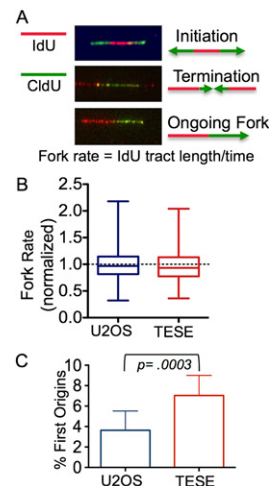 A
IdU
Initiation
CldU
Termination
Ongoing Fork
Fork rate = IdU tract length/time
B
Fork Rate
(normalized)
2.5
2.0
1.5
1.0
0.5
0.0
U2OS TESE
C
p= .0003
% First Origins
10
8
6
4
2
0
U2OS TESE